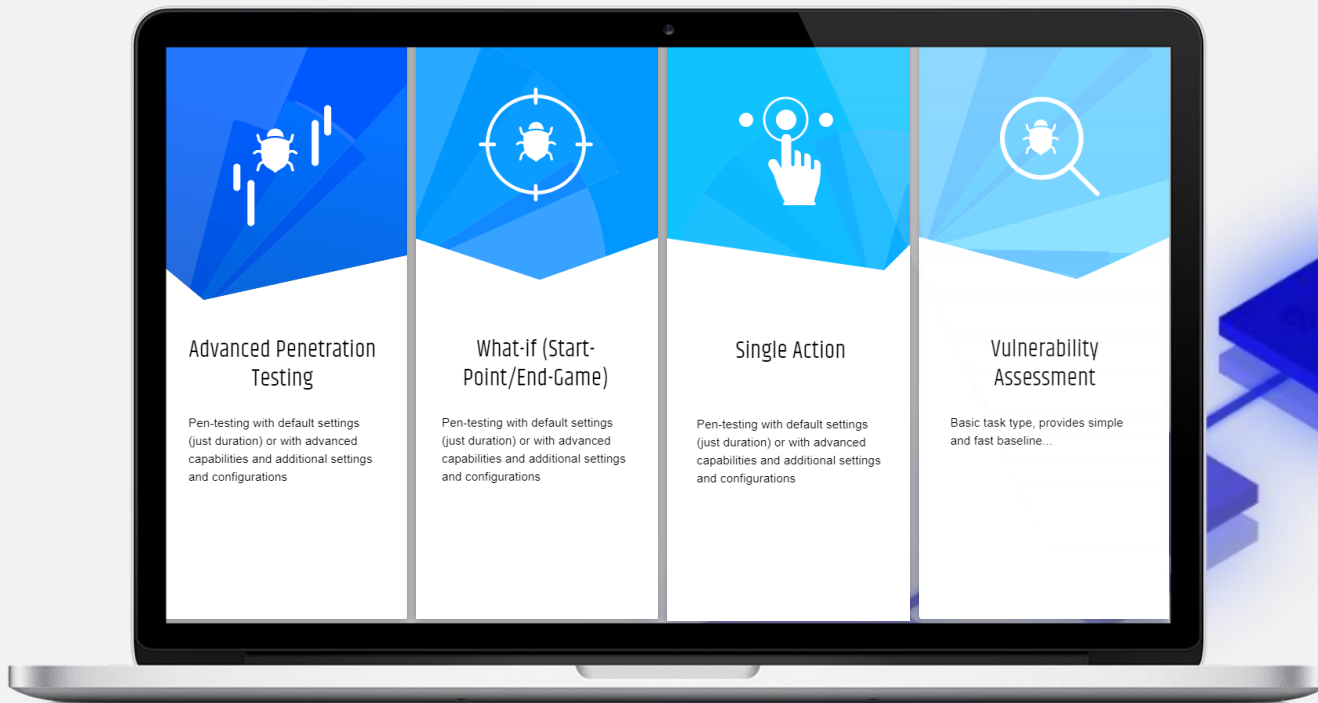 Advanced Penetration
Testing
Pen-testing with default settings
(just duration) or with advanced
capabilities and additional settings
and configurations
What-if (Start-
Point/End-Game)
Pen-testing with default settings
(just duration) or with advanced
capabilities and additional settings
and configurations
Single Action
Pen-testing with default settings
(just duration) or with advanced
capabilities and additional settings
and configurations
Vulnerability
Assessment
Basic task type, provides simple
and fast baseline...